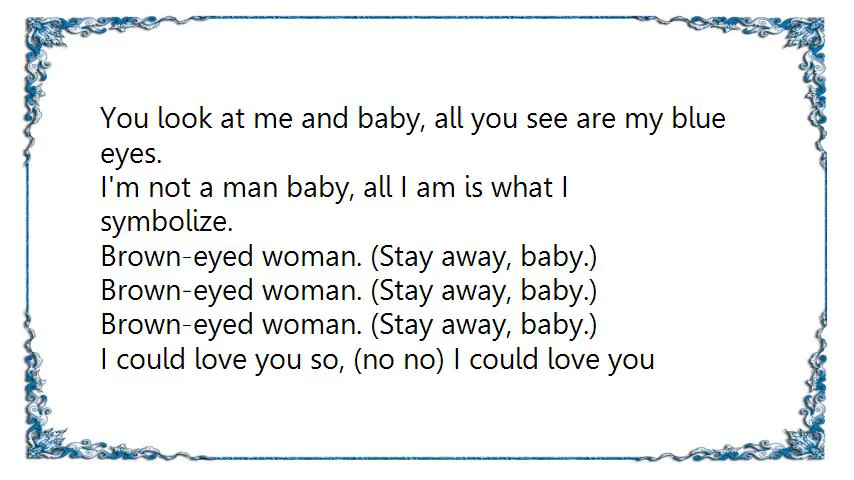 You look at me and baby, all you see are my blue
eyes.
I'm not a man baby, all I am is what I
symbolize.
Brown-eyed woman. (Stay away, baby.)
Brown-eyed woman. (Stay away, baby.)
Brown-eyed woman. (Stay away, baby.)
I could love you so, (no no) I could love you